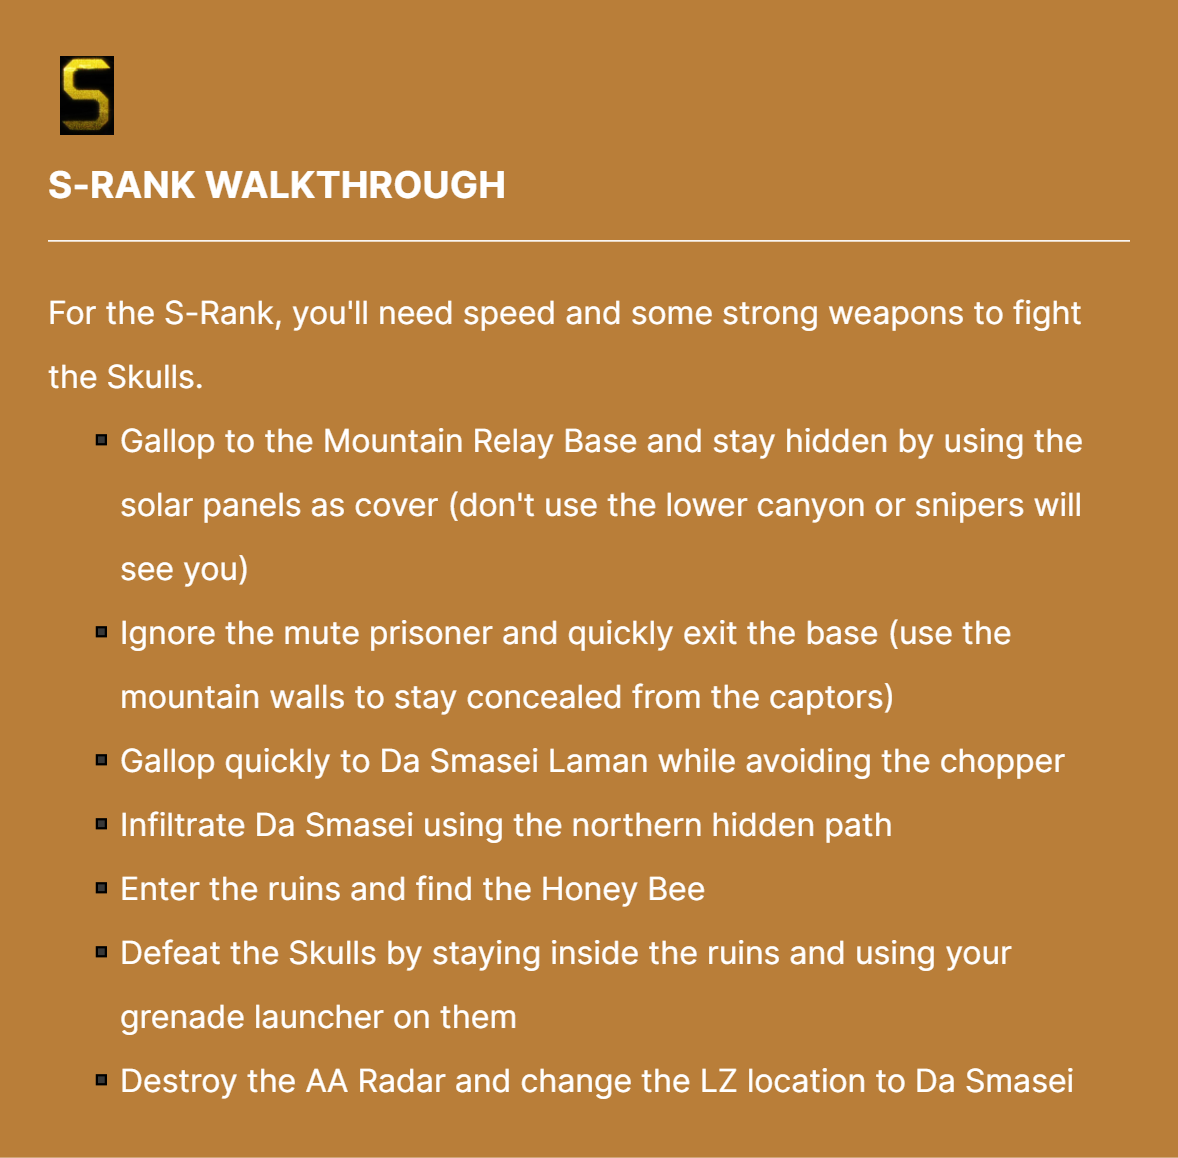 S
S-RANK WALKTHROUGH
For the S-Rank, you'll need speed and some strong weapons to fight
the Skulls.
Gallop to the Mountain Relay Base and stay hidden by using the
solar panels as cover (don't use the lower canyon or snipers will
see you)
Ignore the mute prisoner and quickly exit the base (use the
mountain walls to stay concealed from the captors)
Gallop quickly to Da Smasei Laman while avoiding the chopper
Infiltrate Da Smasei using the northern hidden path
Enter the ruins and find the Honey Bee
Defeat the Skulls by staying inside the ruins and using your
grenade launcher on them
Destroy the AA Radar and change the LZ location to Da Smasei